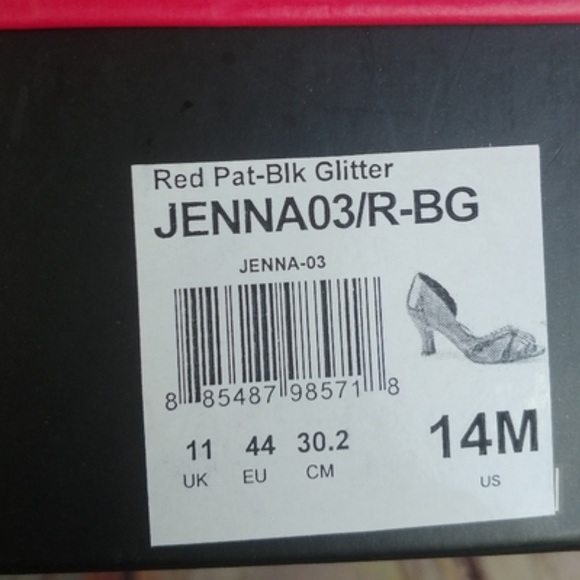 Red Pat-Blk Glitter
JENNA03/R-BG
JENNA-03
8 85487 98571 8
11 44 30.2 14M
UK EU CM US